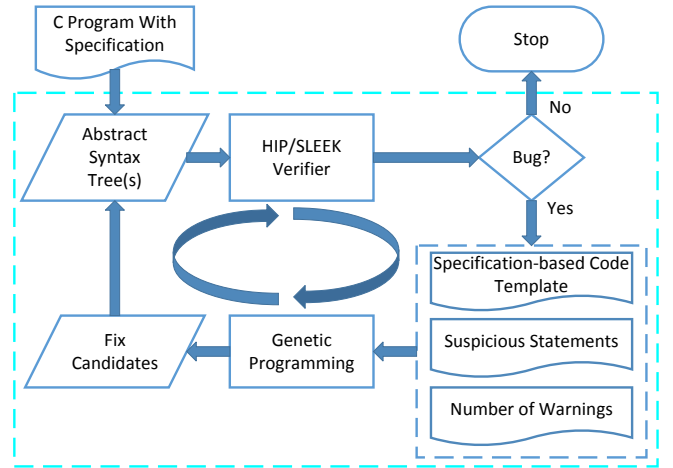 C Program With
Specification
Stop
Abstract
Syntax
Tree(s)
HIP/SLEEK
Verifier
Bug?
No
Yes
Specification-based Code
Template
Suspicious Statements
Number of Warnings
Genetic
Programming
Fix
Candidates